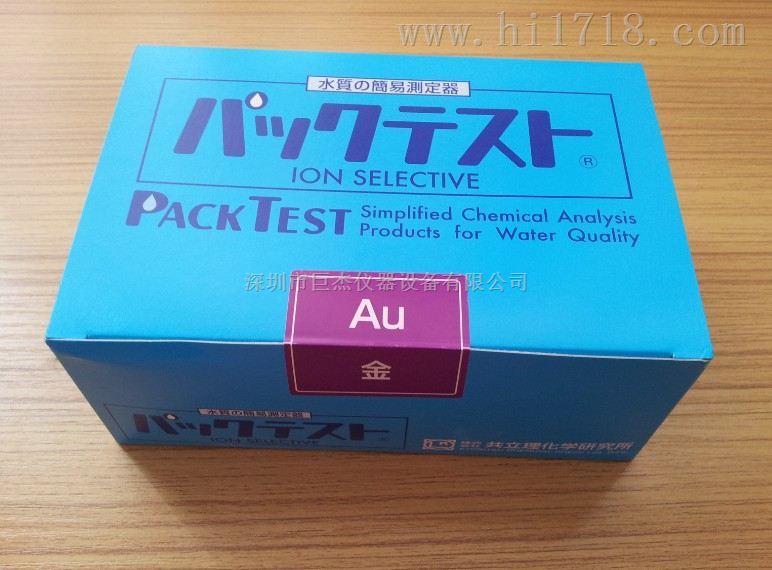 www.hi1718.com
水質の簡易測定器
パックテスト
®
ION SELECTIVE
PACK TEST
Simplified Chemical Analysis
Products for Water Quality
深圳市巨杰仪器设备有限公司
Au
金
水質の簡易測定器
パックテスト
®
ION SELECTIVE
共立理化学研究所